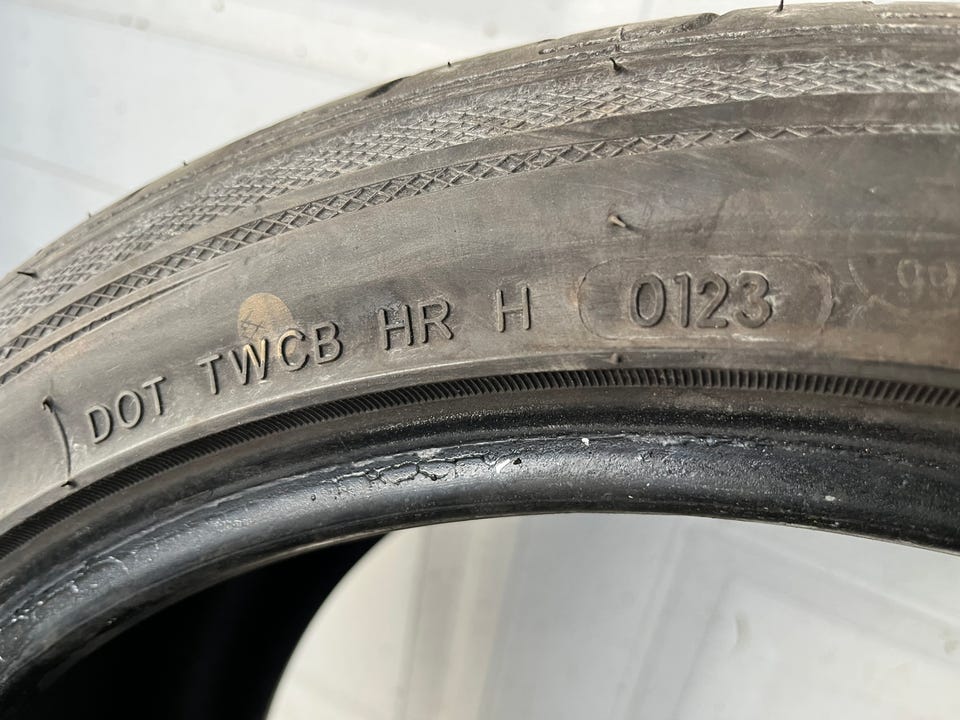 DOT TWCB HR H 0123